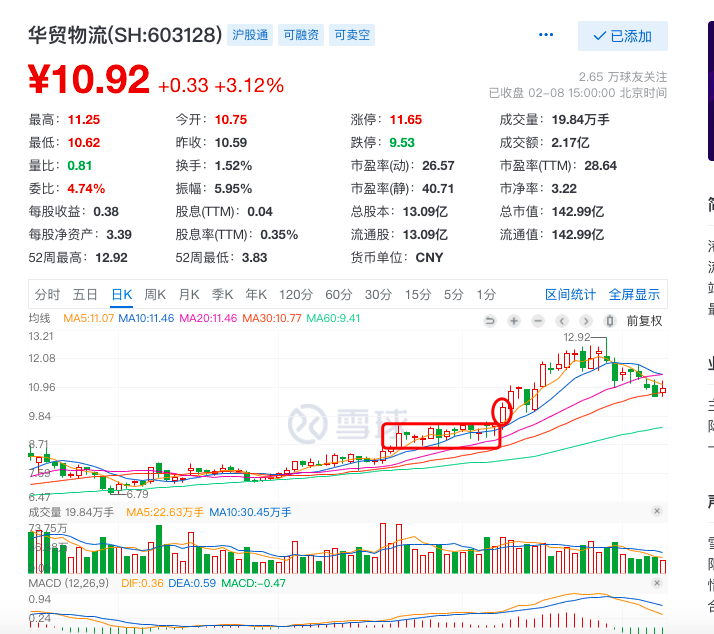 华贸物流(SH:603128) 沪股通 可融资 可卖空 ... 已添加
¥10.92 +0.33 +3.12%
2.65 万球友关注
已收盘 02-08 15:00:00 北京时间
最高：11.25 今开：10.75 涨停：11.65 成交量：19.84万手
最低：10.62 昨收：10.59 跌停：9.53 成交额：2.17亿
量比：0.81 换手：1.52% 市盈率(动)：26.57 市盈率(TTM)：28.64
委比：4.74% 振幅：5.95% 市盈率(静)：40.71 市净率：3.22
每股收益：0.38 股息(TTM)：0.04 总股本：13.09亿 总市值：142.99亿
每股净资产：3.39 股息率(TTM)：0.35% 流通股：13.09亿 流通值：142.99亿
52周最高：12.92 52周最低：3.83 货币单位：CNY
分时 五日 日K 周K 月K 季K 年K 120分 60分 30分 15分 5分 1分 区间统计 全屏显示
均线 MA5:11.07 MA10:11.46 MA20:11.46 MA30:10.77 MA60:9.41 前复权
13.21
12.92
12.08
10.96
9.84
雪球
8.71
7.59
6.47
6.79
成交量 19.84万手 MA5:22.63万手 MA10:30.45万手
73.75万
MACD (12,26,9) DIF:0.36 DEA:0.59 MACD:-0.47
0.94
0.24